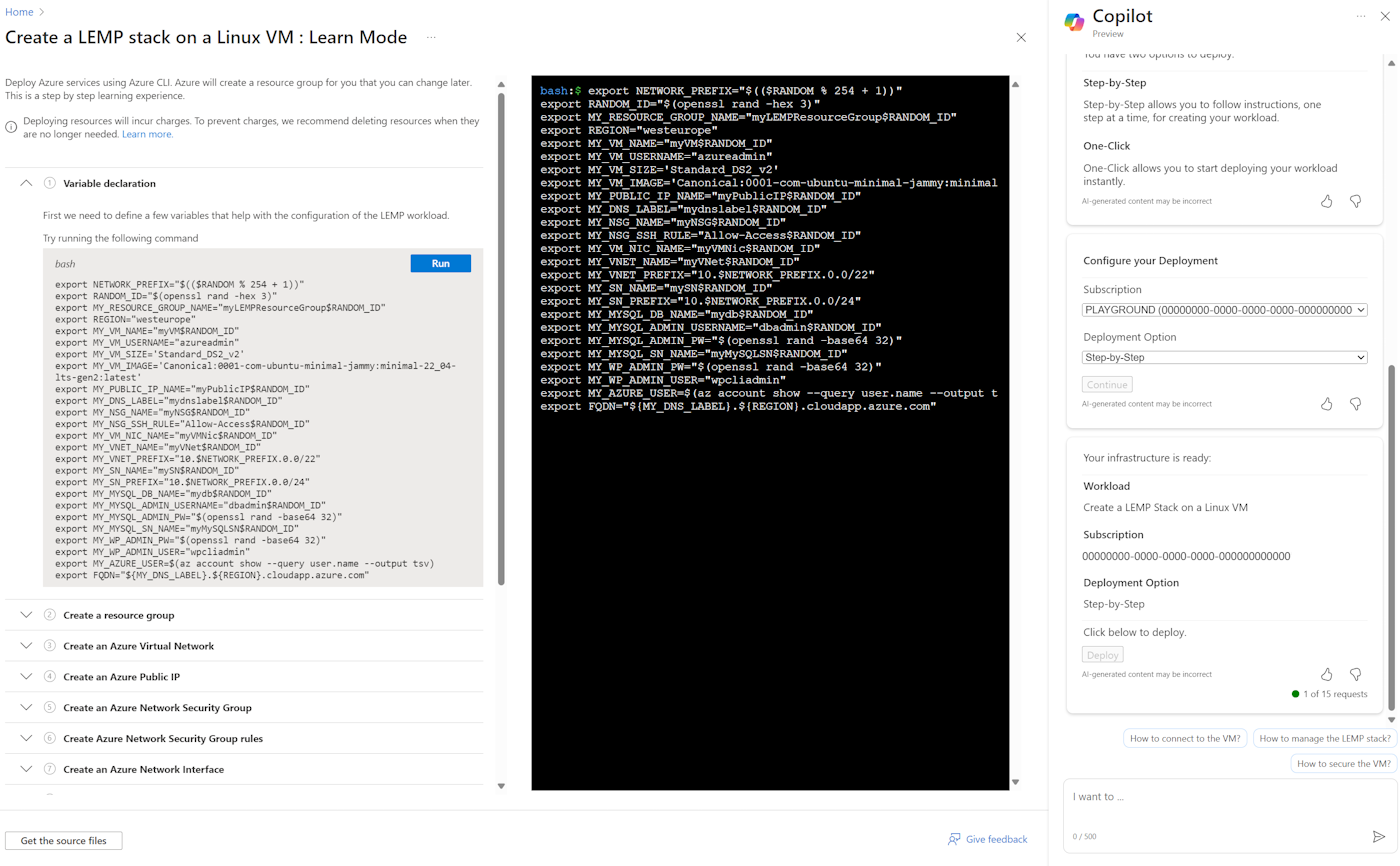 Home
Create a LEMP stack on a Linux VM : Learn Mode
Deploy Azure services using Azure CLI. Azure will create a resource group for you that you can change later.
This is a step by step learning experience.
Deploying resources will incur charges. To prevent charges, we recommend deleting resources when they
are no longer needed. Learn more.
1 Variable declaration
First we need to define a few variables that help with the configuration of the LEMP workload.
Try running the following command
bash
Run
export NETWORK_PREFIX="$(($RANDOM % 254 + 1))"
export RANDOM_ID="$(openssl rand -hex 3)"
export MY_RESOURCE_GROUP_NAME="myLEMPResourceGroup$RANDOM_ID"
export REGION="westeurope"
export MY_VM_NAME="myVM$RANDOM_ID"
export MY_VM_USERNAME="azureadmin"
export MY_VM_SIZE='Standard_DS2_v2'
export MY_VM_IMAGE='Canonical:0001-com-ubuntu-minimal-jammy:minimal-22_04-
lts-gen2:latest'
export MY_PUBLIC_IP_NAME="myPublicIP$RANDOM_ID"
export MY_DNS_LABEL="mydnslabel$RANDOM_ID"
export MY_NSG_NAME="myNSG$RANDOM_ID"
export MY_NSG_SSH_RULE="Allow-Access$RANDOM_ID"
export MY_VM_NIC_NAME="myVMNic$RANDOM_ID"
export MY_VNET_NAME="myVNet$RANDOM_ID"
export MY_VNET_PREFIX="10.$NETWORK_PREFIX.0.0/22"
export MY_SN_NAME="mySN$RANDOM_ID"
export MY_SN_PREFIX="10.$NETWORK_PREFIX.0.0/24"
export MY_MYSQL_DB_NAME="mydb$RANDOM_ID"
export MY_MYSQL_ADMIN_USERNAME="dbadmin$RANDOM_ID"
export MY_MYSQL_ADMIN_PW="$(openssl rand -base64 32)"
export MY_MYSQL_SN_NAME="myMySQLSN$RANDOM_ID"
export MY_WP_ADMIN_PW="$(openssl rand -base64 32)"
export MY_WP_ADMIN_USER="wpcliadmin"
export MY_AZURE_USER=$(az account show --query user.name --output tsv)
export FQDN="${MY_DNS_LABEL}.${REGION}.cloudapp.azure.com"
2 Create a resource group
3 Create an Azure Virtual Network
4 Create an Azure Public IP
5 Create an Azure Network Security Group
6 Create Azure Network Security Group rules
7 Create an Azure Network Interface
Get the source files
Give feedback
bash:$ export NETWORK_PREFIX="$(($RANDOM % 254 + 1))"
export RANDOM_ID="$(openssl rand -hex 3)"
export MY_RESOURCE_GROUP_NAME="myLEMPResourceGroup$RANDOM_ID"
export REGION="westeurope"
export MY_VM_NAME="myVM$RANDOM_ID"
export MY_VM_USERNAME="azureadmin"
export MY_VM_SIZE='Standard_DS2_v2'
export MY_VM_IMAGE='Canonical:0001-com-ubuntu-minimal-jammy:minimal
export MY_PUBLIC_IP_NAME="myPublicIP$RANDOM_ID"
export MY_DNS_LABEL="mydnslabel$RANDOM_ID"
export MY_NSG_NAME="myNSG$RANDOM_ID"
export MY_NSG_SSH_RULE="Allow-Access$RANDOM_ID"
export MY_VM_NIC_NAME="myVMNic$RANDOM_ID"
export MY_VNET_NAME="myVNet$RANDOM_ID"
export MY_VNET_PREFIX="10.$NETWORK_PREFIX.0.0/22"
export MY_SN_NAME="mySN$RANDOM_ID"
export MY_SN_PREFIX="10.$NETWORK_PREFIX.0.0/24"
export MY_MYSQL_DB_NAME="mydb$RANDOM_ID"
export MY_MYSQL_ADMIN_USERNAME="dbadmin$RANDOM_ID"
export MY_MYSQL_ADMIN_PW="$(openssl rand -base64 32)"
export MY_MYSQL_SN_NAME="myMySQLSN$RANDOM_ID"
export MY_WP_ADMIN_PW="$(openssl rand -base64 32)"
export MY_WP_ADMIN_USER="wpcliadmin"
export MY_AZURE_USER=$(az account show --query user.name --output t
export FQDN="${MY_DNS_LABEL}.${REGION}.cloudapp.azure.com"
Copilot
Preview
You have two options to deploy.
Step-by-Step
Step-by-Step allows you to follow instructions, one
step at a time, for creating your workload.
One-Click
One-Click allows you to start deploying your workload
instantly.
AI-generated content may be incorrect
Configure your Deployment
Subscription
PLAYGROUND (00000000-0000-0000-0000-000000000
Deployment Option
Step-by-Step
Continue
AI-generated content may be incorrect
Your infrastructure is ready:
Workload
Create a LEMP Stack on a Linux VM
Subscription
00000000-0000-0000-0000-000000000000
Deployment Option
Step-by-Step
Click below to deploy.
Deploy
AI-generated content may be incorrect
1 of 15 requests
How to connect to the VM?
How to manage the LEMP stack?
How to secure the VM?
I want to ...
0 / 500